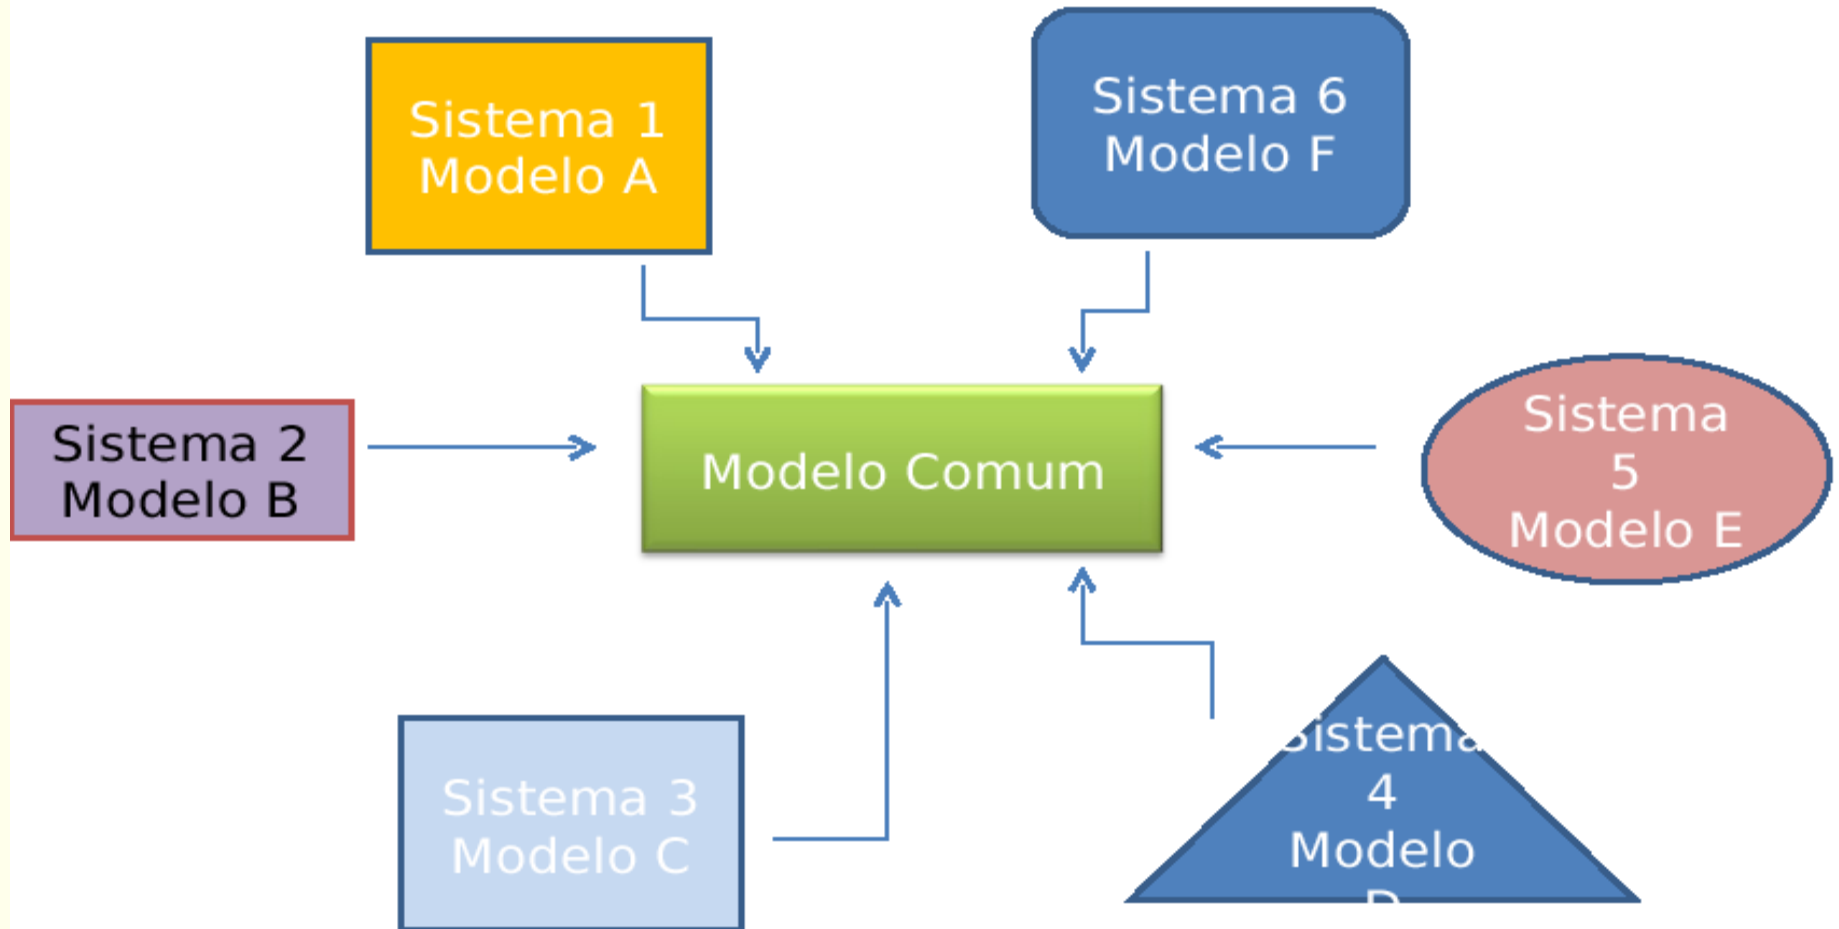 Sistema 1
Modelo A
Sistema 6
Modelo F
Sistema 2
Modelo B
Modelo Comum
Sistema
5
Modelo E
Sistema 3
Modelo C
Sistema
4
Modelo
D